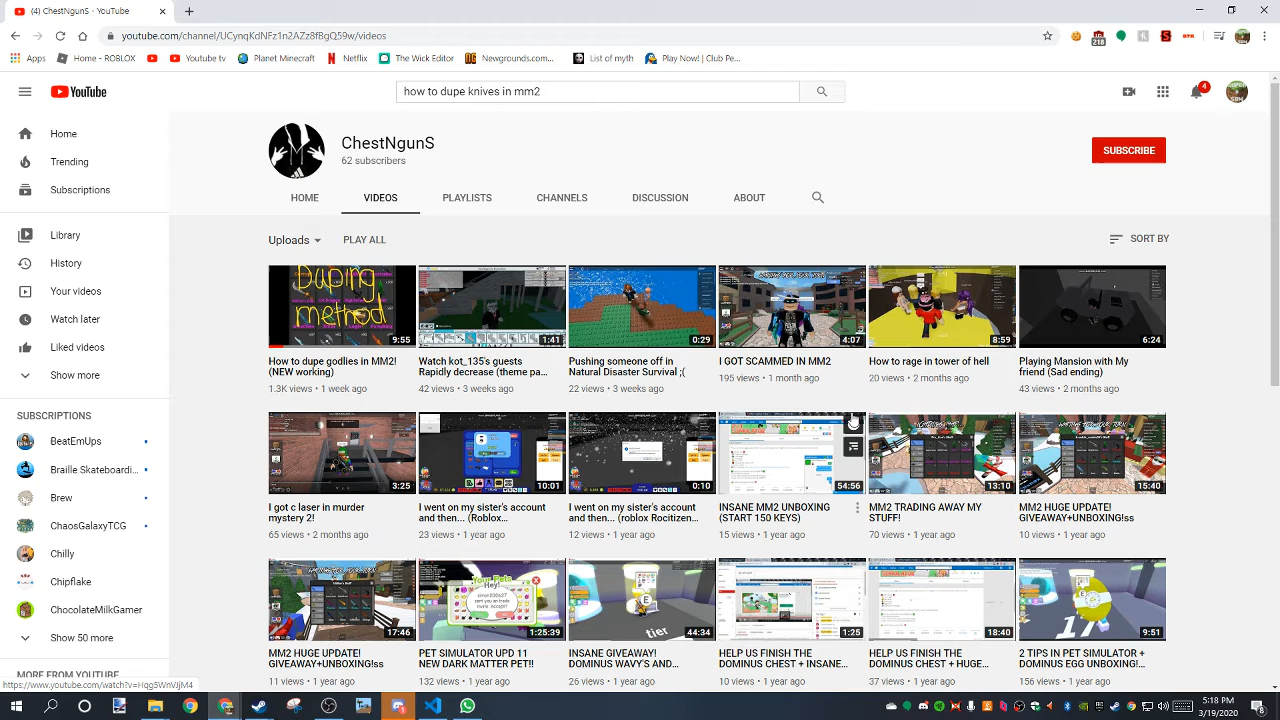 (4) ChestNgunS - YouTube
youtube.com/channel/UCynqKdNFz1n2AZz8fBgQ59w/videos
218
Apps Home - ROBLOX Youtube tv Planet Minecraft Netflix The Wick Editor Newgrounds.com... List of myth Play Now! | Club Pe...
YouTube
how to dupe knives in mm2
4
Home
Trending
Subscriptions
Library
History
Your videos
Watch later
Liked videos
Show more
SUBSCRIPTIONS
BestEmUps
Braille Skateboardi...
Brew
ChaosGalaxyTCG
Chilly
Chipflake
ChocolateMilkGamer
Show 50 more
MORE FROM YOUTUBE
ChestNgunS
62 subscribers
SUBSCRIBE
HOME VIDEOS PLAYLISTS CHANNELS DISCUSSION ABOUT
Uploads PLAY ALL SORT BY
Duping
method
9:55
How to dupe godlies in MM2!
(NEW working)
1.3K views • 1 week ago
1:41
Watch kot_135's guests
Rapidly decrease (theme pa...
42 views • 3 weeks ago
0:29
Pushing someone off in
Natural Disaster Survival ;(
22 views • 3 weeks ago
4:07
I GOT SCAMMED IN MM2
195 views • 1 month ago
8:59
How to rage in tower of hell
20 views • 2 months ago
6:24
Playing Mansion with My
friend (Sad ending)
43 views • 2 months ago
3:25
I got c laser in murder
mystery 2!
65 views • 2 months ago
10:01
I went on my sister's account
and then... (Roblox...
23 views • 1 year ago
0:10
I went on my sister's account
and then... (roblox Rocitizen...
12 views • 1 year ago
54:56
INSANE MM2 UNBOXING
(START 150 KEYS)
15 views • 1 year ago
13:10
MM2 TRADING AWAY MY
STUFF!
70 views • 1 year ago
15:40
MM2 HUGE UPDATE!
GIVEAWAY+UNBOXING!ss
10 views • 1 year ago
17:46
MM2 HUGE UPDATE!
GIVEAWAY+UNBOXING!ss
11 views • 1 year ago
1:25:39
PET SIMULATOR UPD 11
NEW DARK MATTER PET!!
132 views • 1 year ago
44:34
INSANE GIVEAWAY!
DOMINUS WAVY'S AND...
26 views • 1 year ago
1:25
HELP US FINISH THE
DOMINUS CHEST + INSANE...
10 views • 1 year ago
18:40
HELP US FINISH THE
DOMINUS CHEST + HUGE...
37 views • 1 year ago
9:51
2 TIPS IN PET SIMULATOR +
DOMINUS EGG UNBOXING!...
156 views • 1 year ago
https://www.youtube.com/watch?v=Hqg5WnWJjM4
5:18 PM
3/19/2020